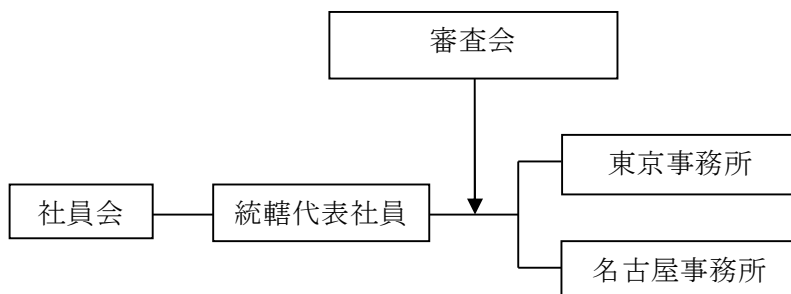 審査会
東京事務所
社員会
統轄代表社員
名古屋事務所